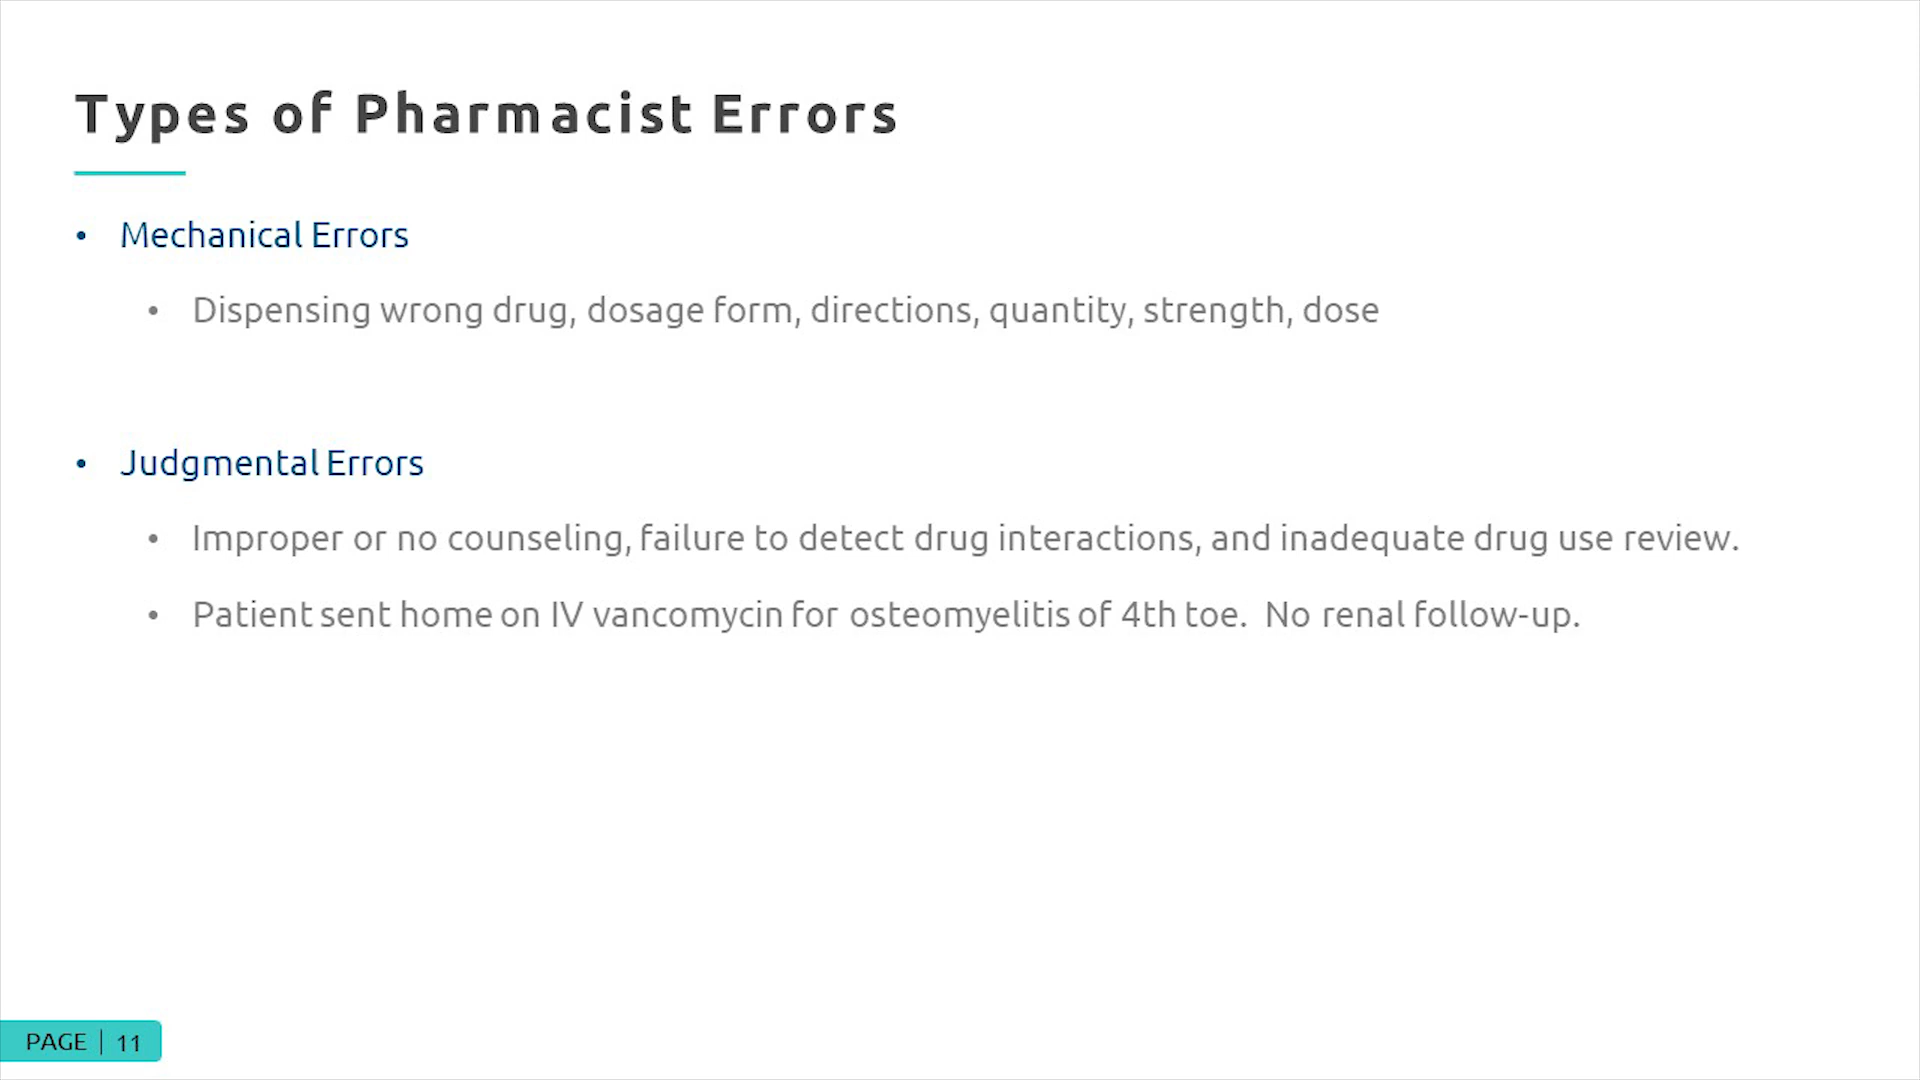 Types of Pharmacist Errors
• Mechanical Errors
• Dispensing wrong drug, dosage form, directions, quantity, strength, dose
• Judgmental Errors
• Improper or no counseling, failure to detect drug interactions, and inadequate drug use review.
• Patient sent home on IV vancomycin for osteomyelitis of 4th toe.  No renal follow-up.
PAGE | 11